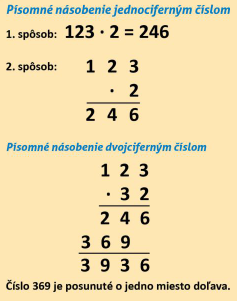 Písomné násobenie jednociferným číslom
1. spôsob: 123 · 2 = 246
2. spôsob: 1 2 3
· 2
2 4 6
Písomné násobenie dvojciferným číslom
1 2 3
· 3 2
2 4 6
3 6 9
3 9 3 6
Číslo 369 je posunuté o jedno miesto doľava.